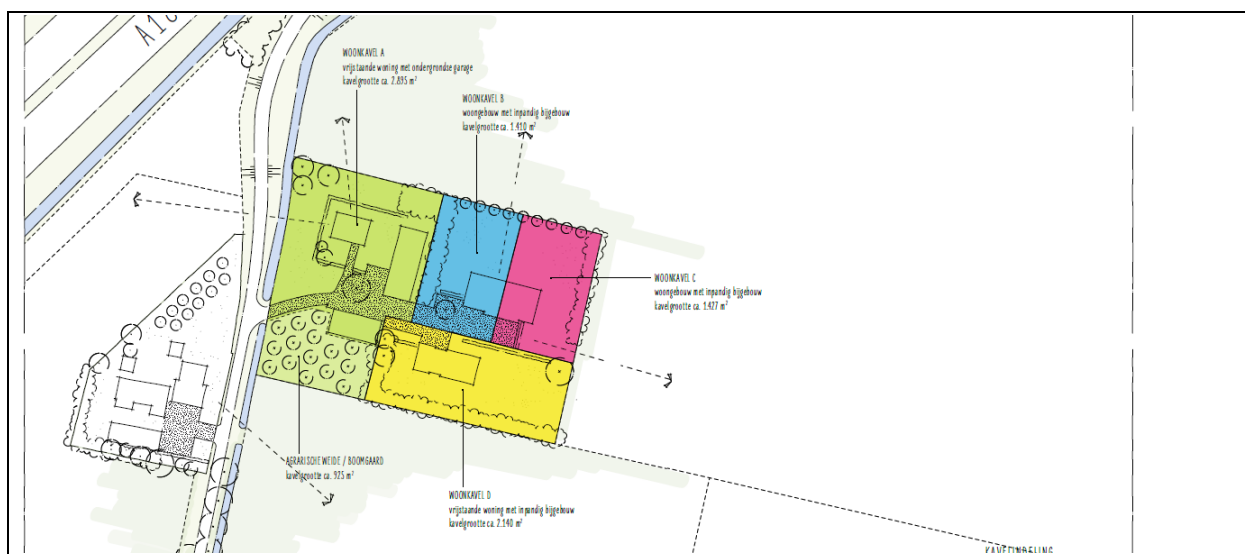 WOONKAVEL A
vrijstaande woning met ondergrondse garage
kavelgrootte ca. 2.895 m²
WOONKAVEL B
woongebouw met inpandig bijgebouw
kavelgrootte ca. 1.410 m²
WOONKAVEL C
woongebouw met inpandig bijgebouw
kavelgrootte ca. 1.427 m²
AGRARISCHE WEIDE / BOOMGAARD
kavelgrootte ca. 925 m²
WOONKAVEL D
vrijstaande woning met inpandig bijgebouw
kavelgrootte ca. 2.140 m²
KAVELINDELING